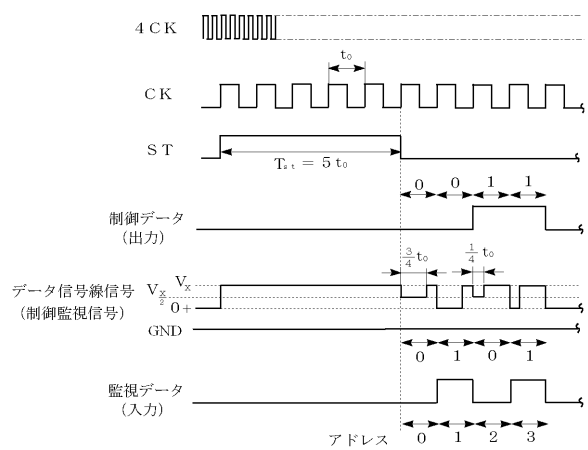 4CK
t₀
CK
ST
Tₛₜ = 5t₀
0 0 1 1
制御データ
(出力)
3/4 t₀ 1/4 t₀
データ信号線信号
(制御監視信号)
Vx
Vx/2
0+
GND
0 1 0 1
監視データ
(入力)
アドレス 0 1 2 3